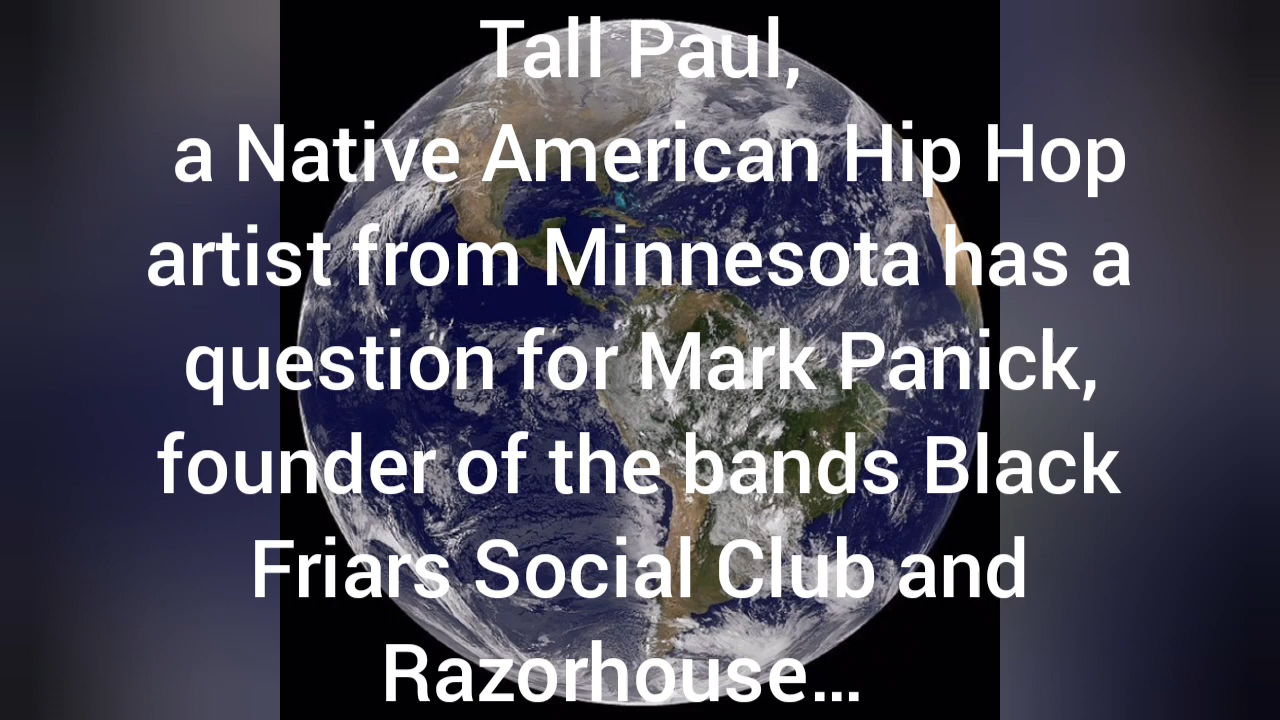 Tall Paul,
a Native American Hip Hop
artist from Minnesota has a
question for Mark Panick,
founder of the bands Black
Friars Social Club and
Razorhouse...